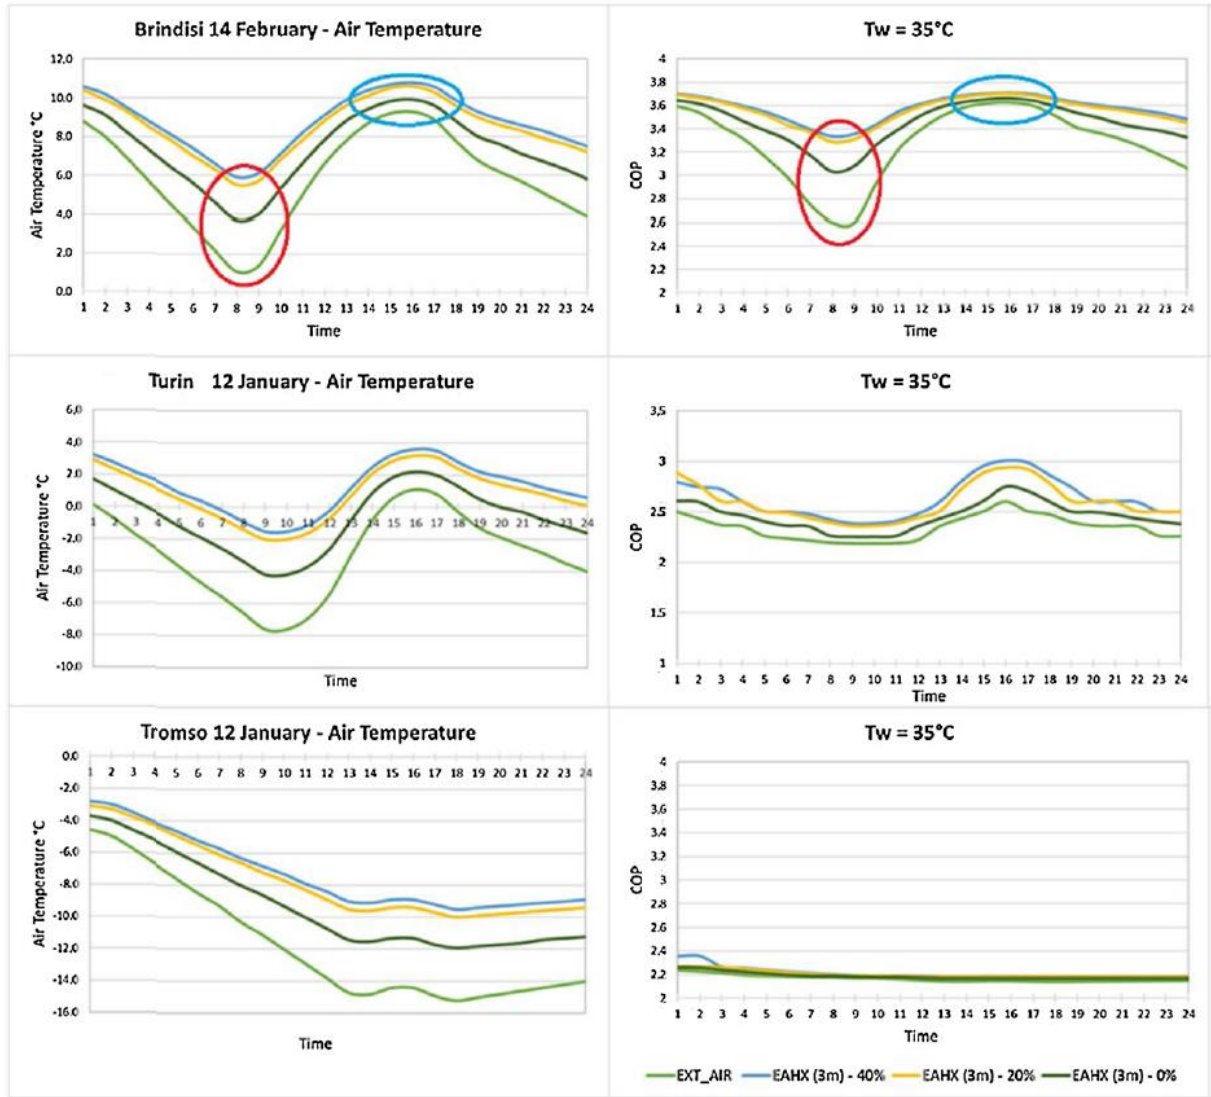 Brindisi 14 February - Air Temperature
12.0
10.0
8.0
6.0
4.0
2.0
0.0
Air Temperature °C
1 2 3 4 5 6 7 8 9 10 11 12 13 14 15 16 17 18 19 20 21 22 23 24
Time
Tw = 35°C
4
3.8
3.6
3.4
3.2
3
2.8
2.6
2.4
2.2
2
COP
1 2 3 4 5 6 7 8 9 10 11 12 13 14 15 16 17 18 19 20 21 22 23 24
Time
Turin 12 January - Air Temperature
6,0
4,0
2,0
0,0
-2,0
-4,0
-6,0
-8,0
-10,0
Air Temperature °C
1 2 3 4 5 6 7 8 9 10 11 12 13 14 15 16 17 18 19 20 21 22 23 24
Time
Tw = 35°C
3,5
3
2,5
2
1,5
1
COP
1 2 3 4 5 6 7 8 9 10 11 12 13 14 15 16 17 18 19 20 21 22 23 24
Time
Tromso 12 January - Air Temperature
0.0
-2.0
-4.0
-6.0
-8.0
-10.0
-12.0
-14.0
-16.0
Air Temperature °C
1 2 3 4 5 6 7 8 9 10 11 12 13 14 15 16 17 18 19 20 21 22 23 24
Time
Tw = 35°C
4
3.8
3.6
3.4
3.2
3
2.8
2.6
2.4
2.2
2
COP
1 2 3 4 5 6 7 8 9 10 11 12 13 14 15 16 17 18 19 20 21 22 23 24
Time
EXT_AIR EAHX (3m) - 40% EAHX (3m) - 20% EAHX (3m) - 0%